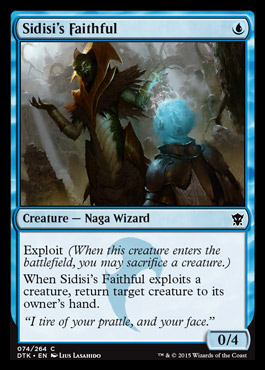 Sidisi's Faithful
Creature — Naga Wizard
Exploit (When this creature enters the
battlefield, you may sacrifice a creature.)
When Sidisi's Faithful exploits a
creature, return target creature to its
owner's hand.
"I tire of your prattle, and your face."
0/4
074/264 C
DTK • EN Lius Lasahido
™ & © 2015 Wizards of the Coast